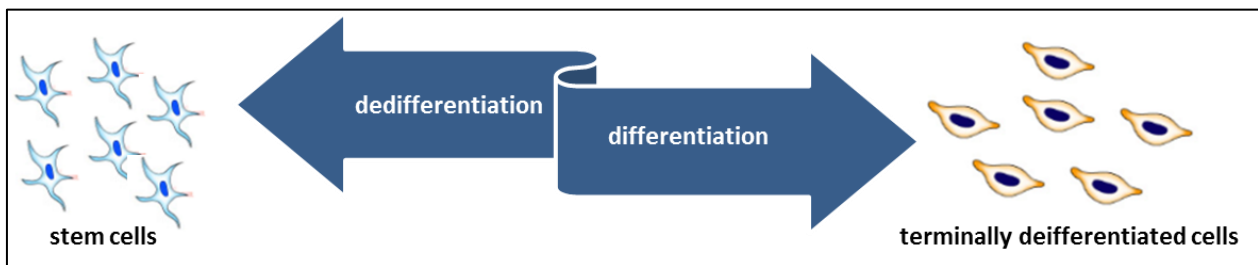 dedifferentiation
differentiation
stem cells
terminally deifferentiated cells